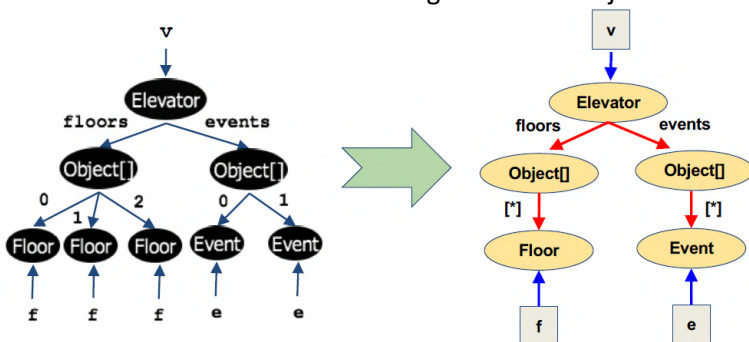 v
Elevator
floors events
Object[] Object[]
0 1 2 0 1
Floor Floor Floor Event Event
f f f e e
v
Elevator
floors events
Object[] Object[]
[*] [*]
Floor Event
f e